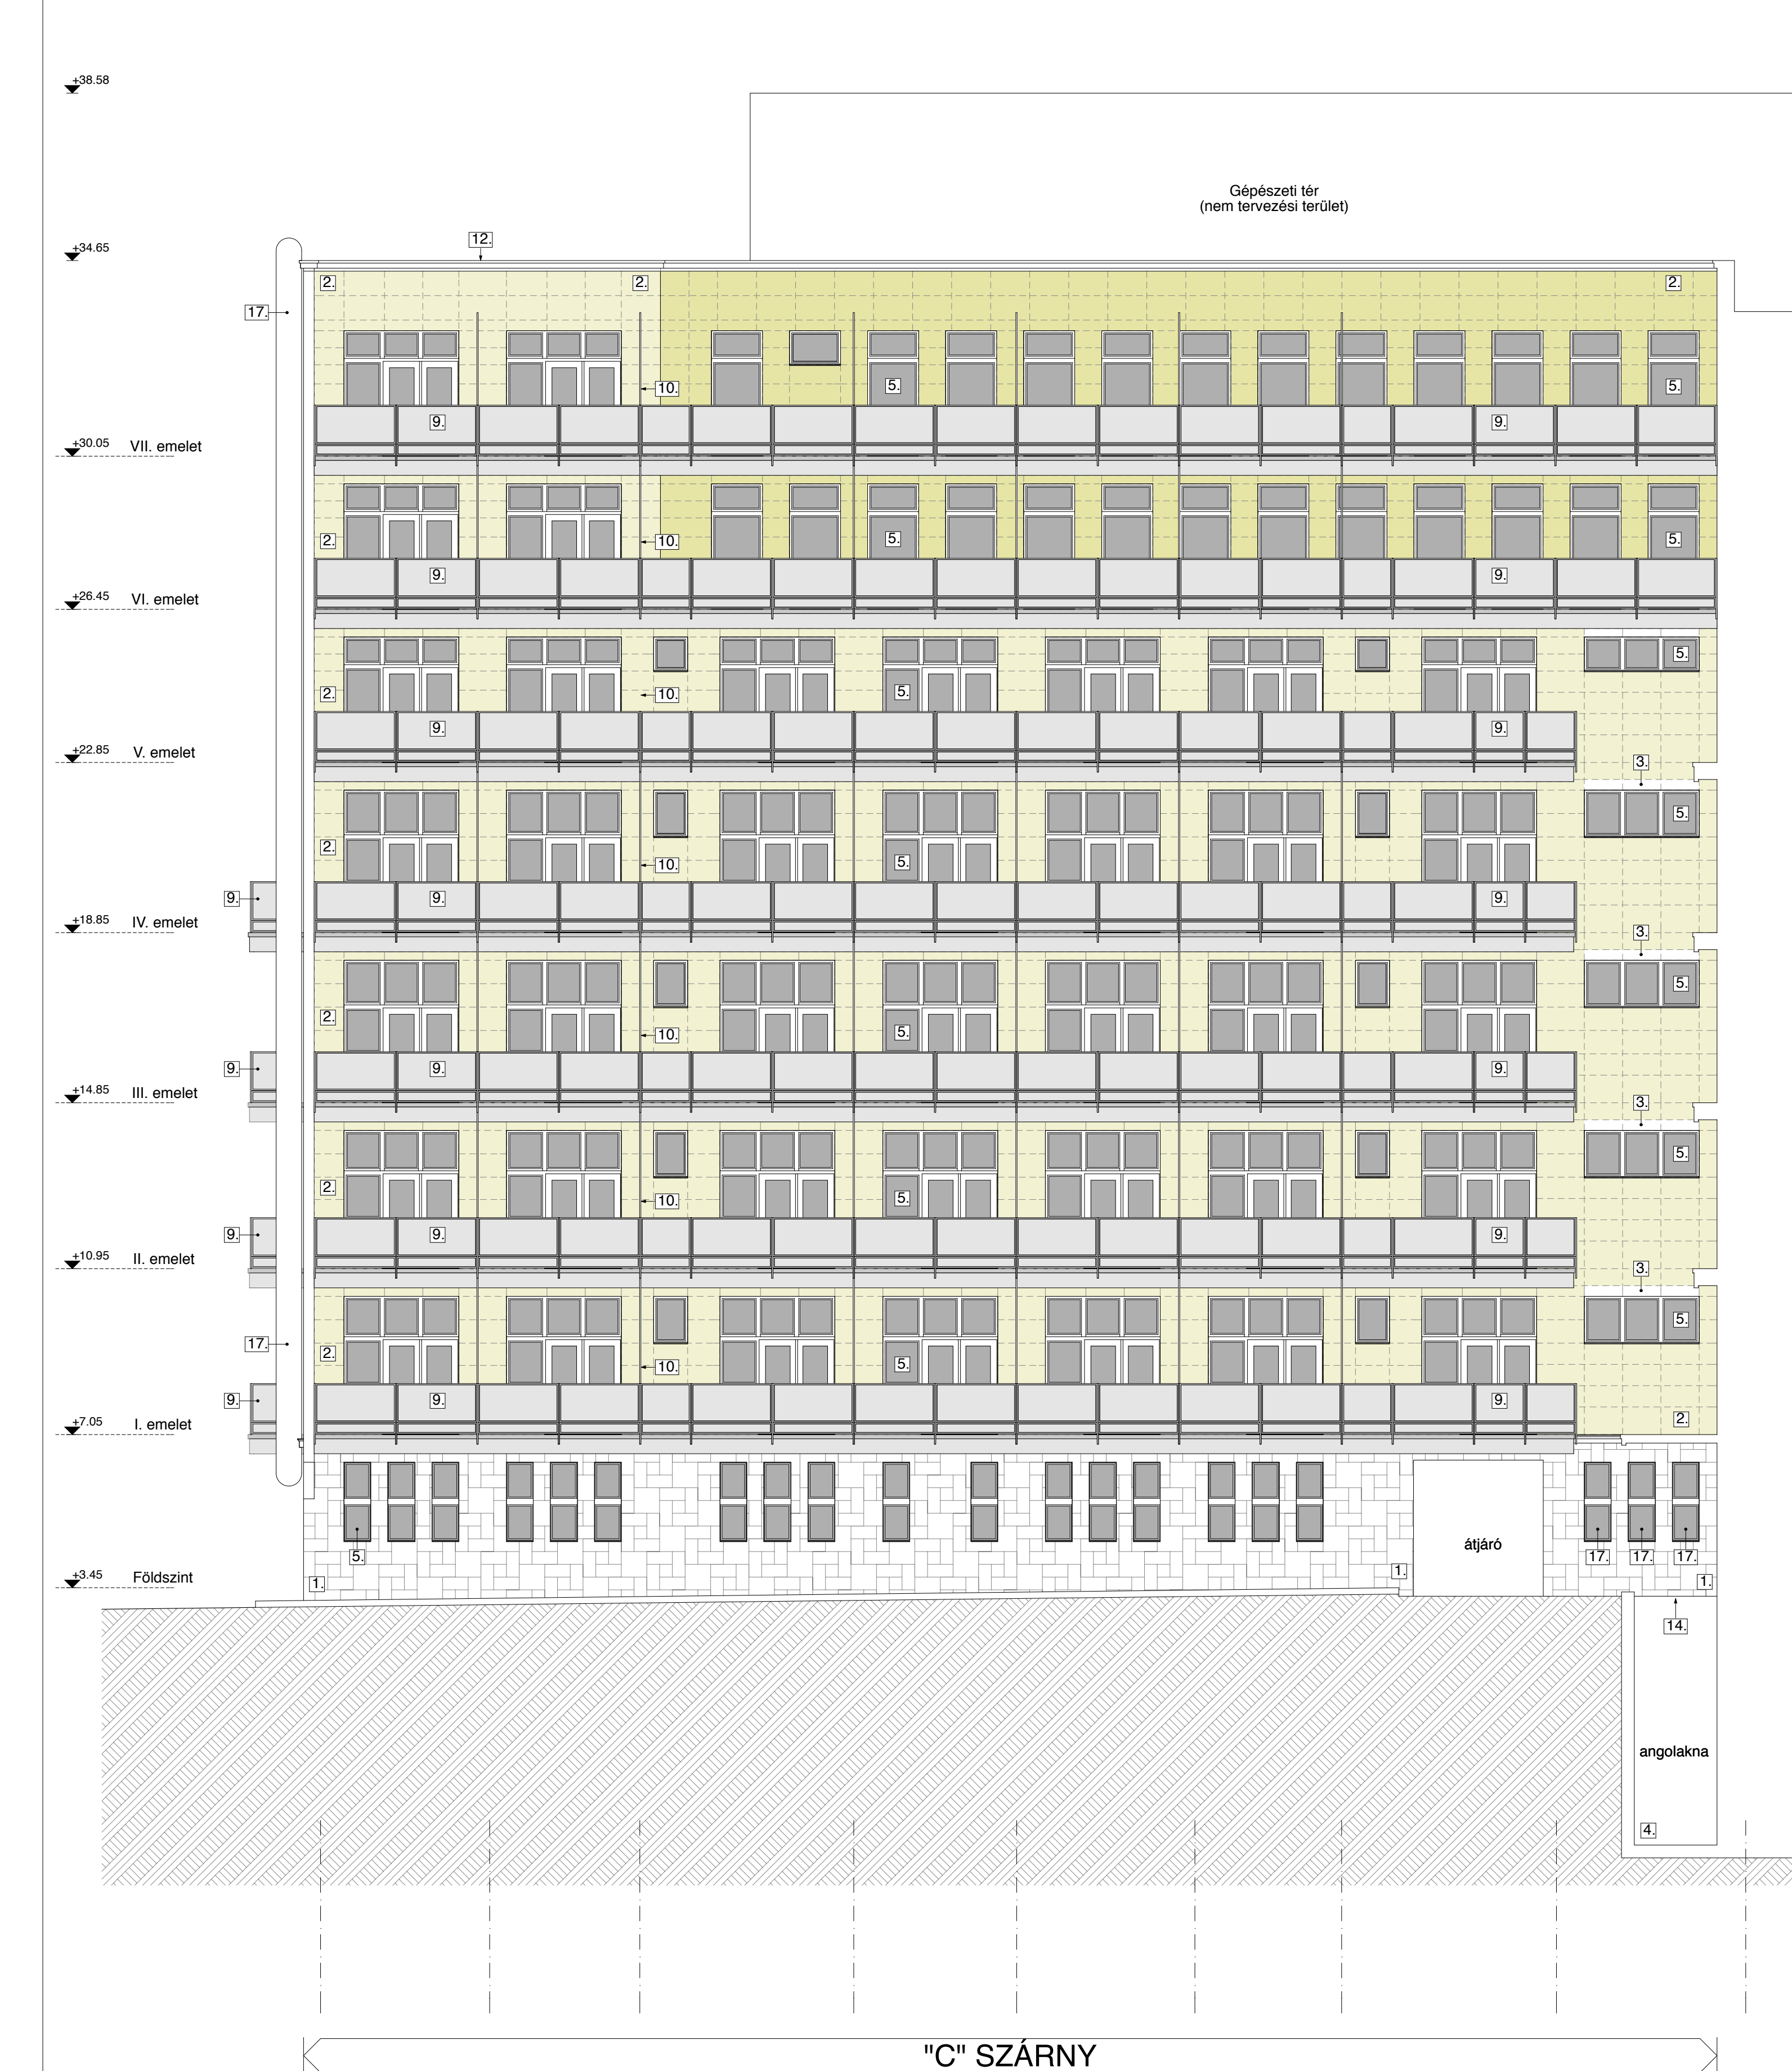 +38.58
Gépészeti tér
(nem tervezési terület)
12.
+34.65
2. 2. 2.
17.
5. 5.
10.
9. 9.
+30.05 VII. emelet
2. 10. 5. 5.
9. 9.
+26.45 VI. emelet
5.
2. 10. 5.
9. 9.
+22.85 V. emelet
3.
5.
2. 10. 5.
9. 9. 9.
+18.85 IV. emelet
3.
5.
2. 10. 5.
9. 9. 9.
+14.85 III. emelet
3.
5.
2. 10. 5.
9. 9. 9.
+10.95 II. emelet
3.
5.
17.
2. 10. 5.
9. 9. 9.
2.
+7.05 I. emelet
átjáró
5. 17. 17. 17.
1.
+3.45 Földszint
1. 1.
14.
angolakna
4.
"C" SZÁRNY